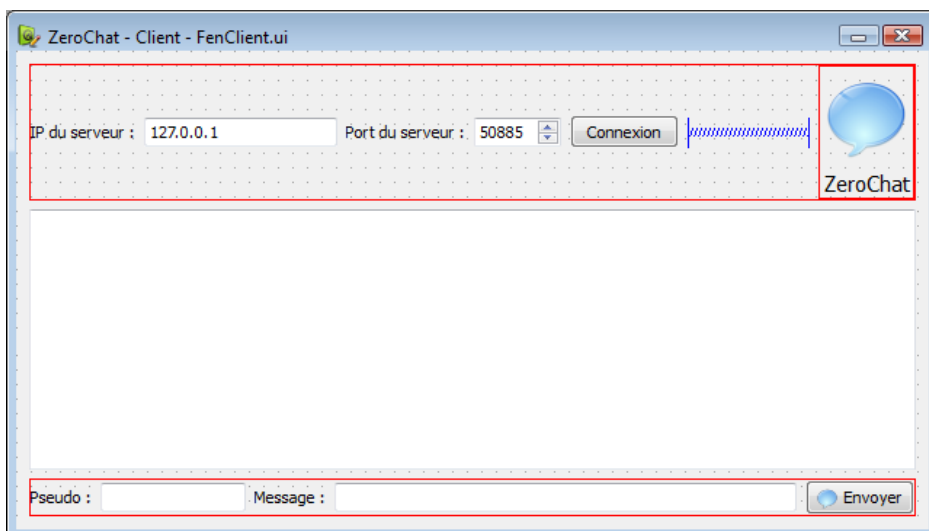 ZeroChat - Client - FenClient.ui
IP du serveur : 127.0.0.1 Port du serveur : 50885 Connexion
ZeroChat
Pseudo : Message : Envoyer